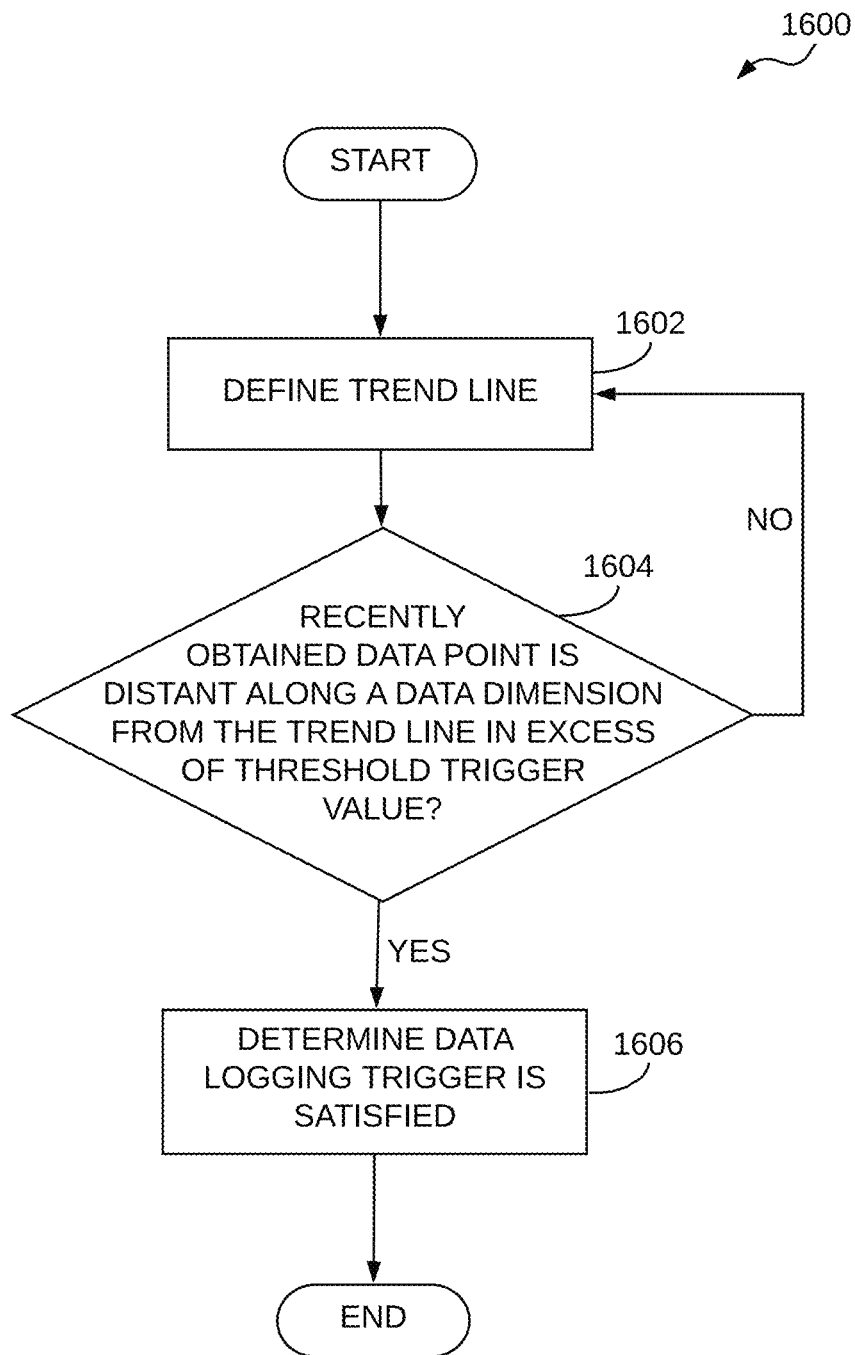 1600
START
1602
DEFINE TREND LINE
NO
1604
RECENTLY
OBTAINED DATA POINT IS
DISTANT ALONG A DATA DIMENSION
FROM THE TREND LINE IN EXCESS
OF THRESHOLD TRIGGER
VALUE?
YES
DETERMINE DATA
LOGGING TRIGGER IS
SATISFIED
1606
END